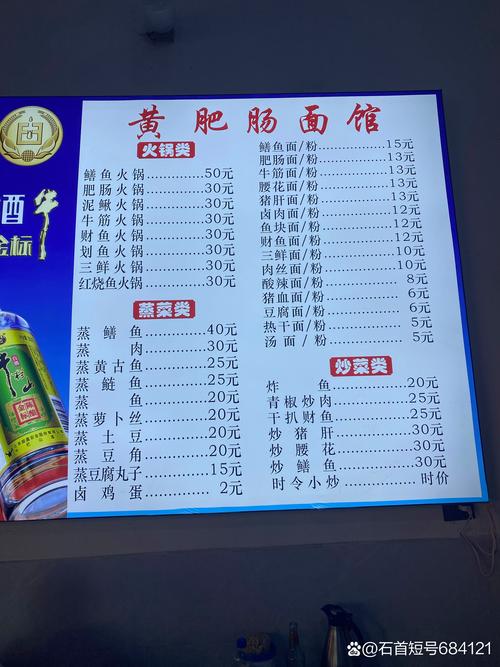 黄肥肠面馆
火锅类
鳝鱼火锅……50元
肥肠火锅……30元
泥鳅火锅……30元
牛筋火锅……30元
财鱼火锅……30元
划鱼火锅……30元
三鲜火锅……30元
红烧鱼火锅……30元
蒸菜类
蒸鳝鱼……40元
蒸肉……30元
蒸黄古鱼……25元
蒸鲢鱼……25元
蒸鱼……20元
蒸萝卜丝……20元
蒸土豆……20元
蒸豆角……20元
蒸豆腐丸子……15元
卤鸡蛋……2元
鳝鱼面/粉……15元
肥肠面/粉……13元
牛筋面/粉……13元
腰花面/粉……13元
猪肝面/粉……13元
卤肉面/粉……12元
鱼块面/粉……12元
财鱼面/粉……12元
三鲜面/粉……10元
肉丝面/粉……10元
酸辣面/粉……8元
猪血面/粉……6元
豆腐面/粉……6元
热干面/粉……5元
汤面/粉……5元
炒菜类
炸鱼……20元
青椒炒肉……25元
干扒财鱼……25元
炒猪肝……30元
炒腰花……30元
炒鳝鱼……30元
时令小炒……时价
酒牛
金标
@石首短号684121